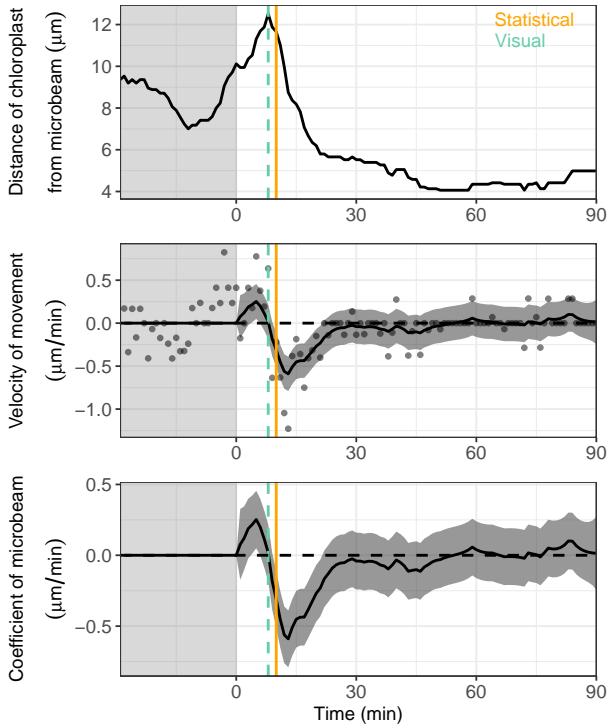 Distance of chloroplast
from microbeam (μm)
12
10
8
6
4
Statistical
Visual
0
30
60
90
Velocity of movement
(μm/min)
0.5
0.0
−0.5
−1.0
0
30
60
90
Coefficient of microbeam
(μm/min)
0.5
0.0
−0.5
0
30
60
90
Time (min)